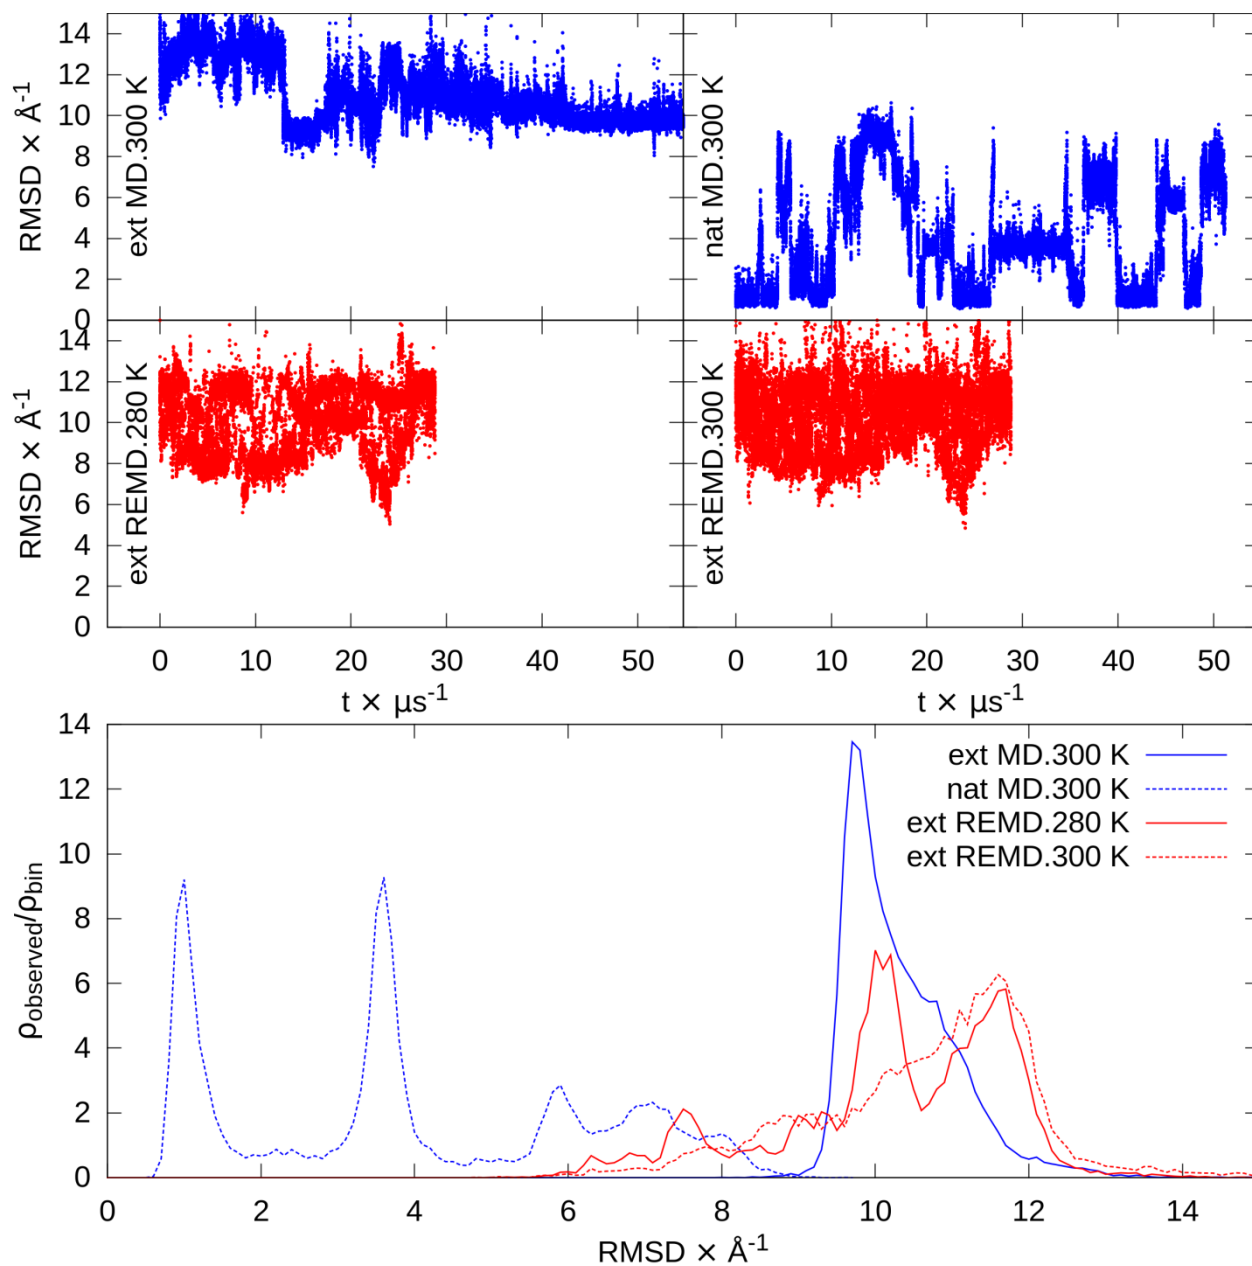 14
12
10
8
6
4
2
0
RMSD × Å⁻¹
ext MD.300 K
nat MD.300 K
14
12
10
8
6
4
2
0
RMSD × Å⁻¹
ext REMD.280 K
ext REMD.300 K
0 10 20 30 40 50
0 10 20 30 40 50
t × µs⁻¹
t × µs⁻¹
14
12
10
8
6
4
2
0
ρobserved/ρbin
ext MD.300 K
nat MD.300 K
ext REMD.280 K
ext REMD.300 K
0 2 4 6 8 10 12 14
RMSD × Å⁻¹